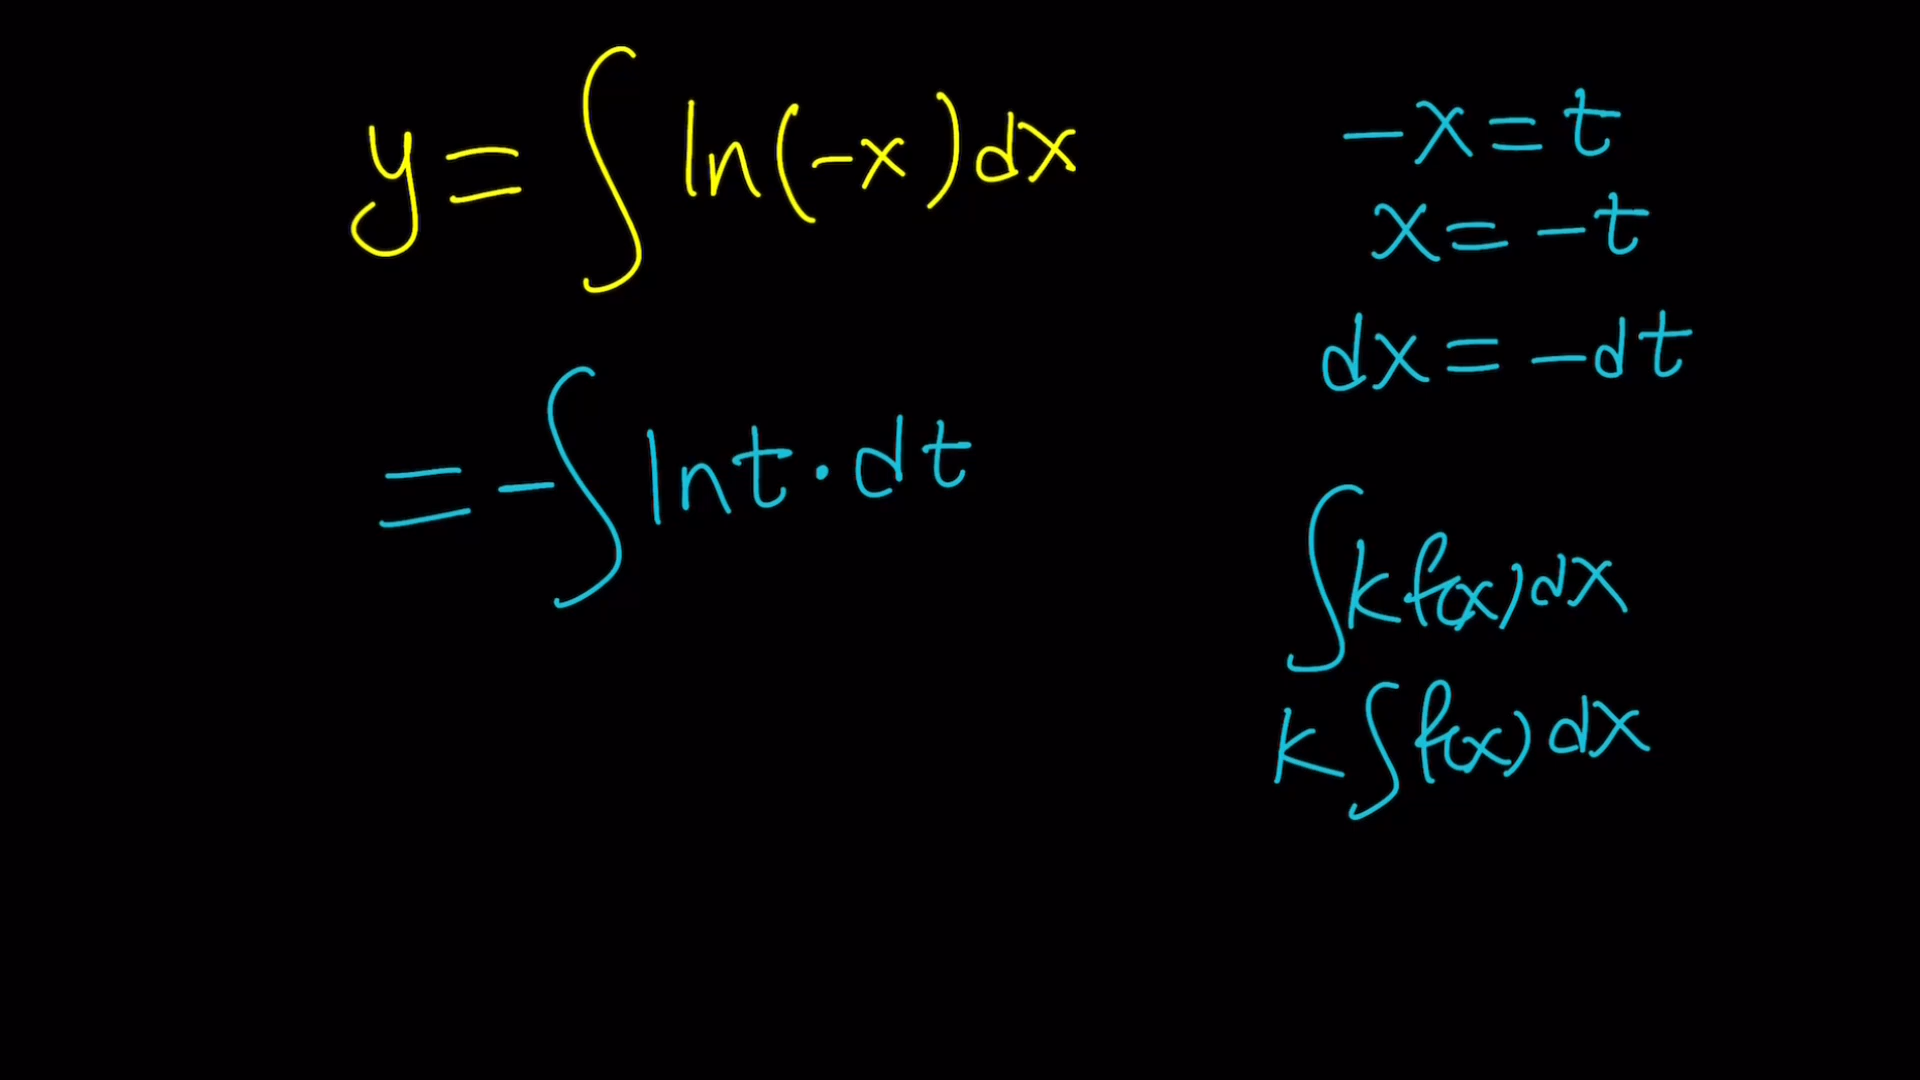 y = ∫ ln(-x) dx
= -∫ ln t · dt
-x = t
x = -t
dx = -dt
∫ k f(x) dx
k ∫ f(x) dx